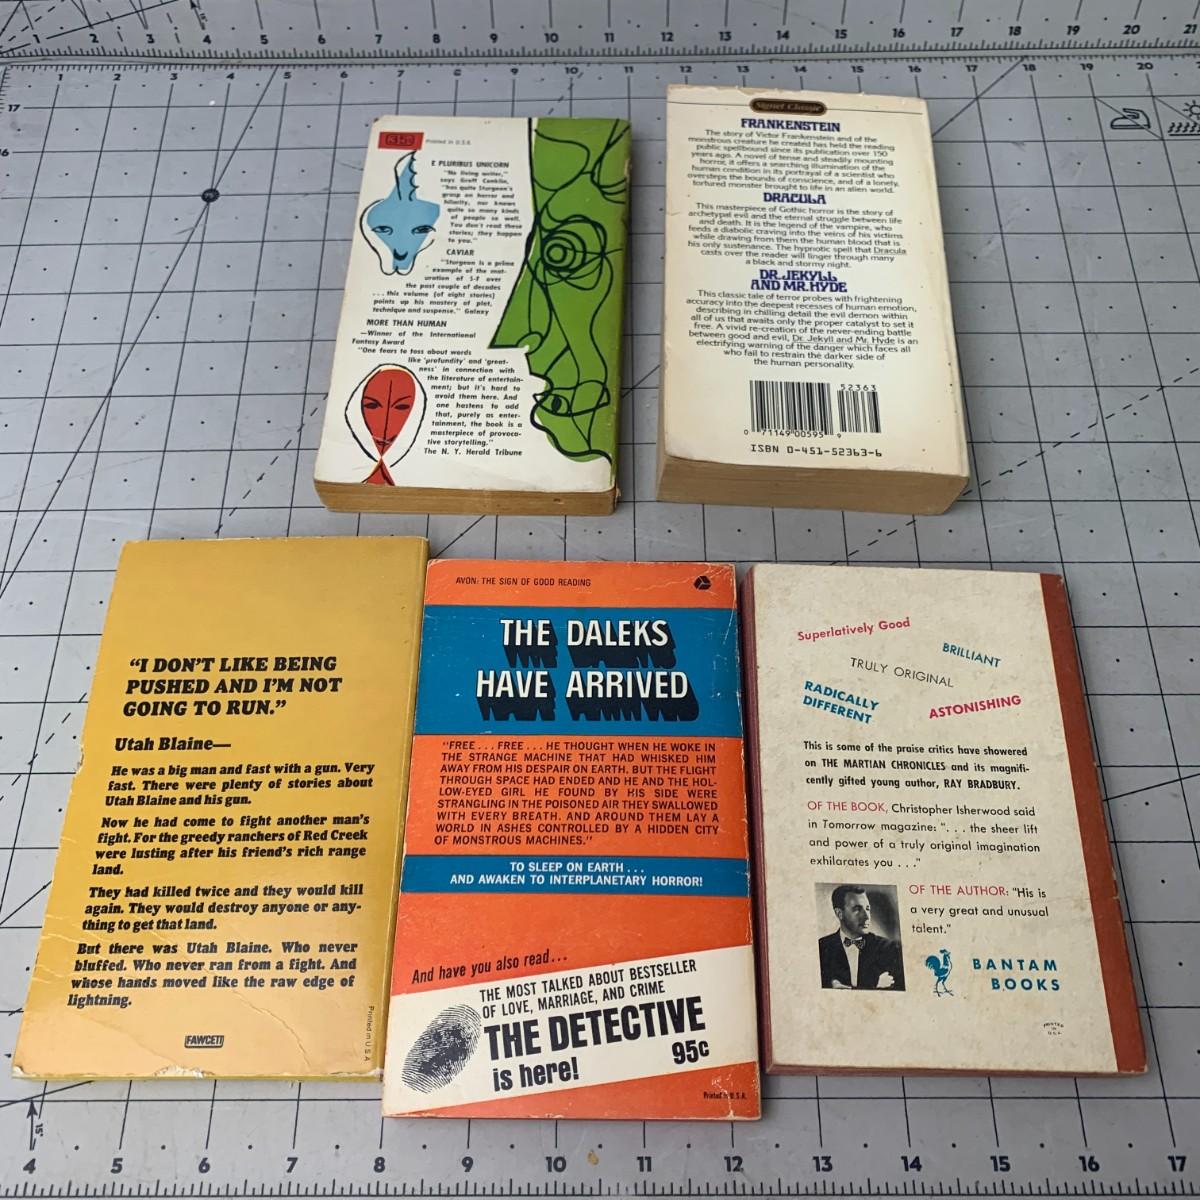 Printed in U.S.A.
E PLURIBUS UNICORN
"No living writer,"
says Groff Conklin,
"has quite Sturgeon's
grasp on horror and
hilarity, nor knows
quite so many kinds
of people so well.
You don't read these
stories; they happen
to you."
CAVIAR
"Sturgeon is a prime
example of the mat-
uration of S-F over
the past couple of decades
. . . this volume (of eight stories)
points up his mastery of plot,
technique and suspense." Galaxy
MORE THAN HUMAN
—Winner of the International
Fantasy Award
"One fears to toss about words
like 'profundity' and 'great-
ness' in connection with
the literature of entertain-
ment; but it's hard to
avoid them here. And
one hastens to add
that, purely as enter-
tainment, the book is a
masterpiece of provoca-
tive storytelling."
The N. Y. Herald Tribune
Signet Classic
FRANKENSTEIN
The story of Victor Frankenstein and of the
monstrous creature he created has held the reading
public spellbound since its publication over 150
years ago. A novel of tense and steadily mounting
horror, it offers a searching illumination of the
human condition in its portrayal of a scientist who
oversteps the bounds of conscience, and of a lonely,
tortured monster brought to life in an alien world.
DRACULA
This masterpiece of Gothic horror is the story of
archetypal evil and the eternal struggle between life
and death. It is the legend of the vampire, who
feeds a diabolic craving into the veins of his victims
while drawing from them the human blood that is
his only sustenance. The hypnotic spell that Dracula
casts over the reader will linger through many
a black and stormy night.
DR. JEKYLL
AND MR. HYDE
This classic tale of terror probes with frightening
accuracy into the deepest recesses of human emotion,
describing in chilling detail the evil demon within
all of us that awaits only the proper catalyst to set it
free. A vivid re-creation of the never-ending battle
between good and evil, Dr. Jekyll and Mr. Hyde is an
electrifying warning of the danger which faces all
who fail to restrain the darker side of
the human personality.
52363
0 71149 00595 9
ISBN 0-451-52363-6
"I DON'T LIKE BEING
PUSHED AND I'M NOT
GOING TO RUN."
Utah Blaine—
He was a big man and fast with a gun. Very
fast. There were plenty of stories about
Utah Blaine and his gun.
Now he had come to fight another man's
fight. For the greedy ranchers of Red Creek
were lusting after his friend's rich range
land.
They had killed twice and they would kill
again. They would destroy anyone or any-
thing to get that land.
But there was Utah Blaine. Who never
bluffed. Who never ran from a fight. And
whose hands moved like the raw edge of
lightning.
FAWCETT
Printed in U S A
AVON: THE SIGN OF GOOD READING
THE DALEKS
HAVE ARRIVED
"FREE . . . FREE . . . HE THOUGHT WHEN HE WOKE IN
THE STRANGE MACHINE THAT HAD WHISKED HIM
AWAY FROM HIS DESPAIR ON EARTH. BUT THE FLIGHT
THROUGH SPACE HAD ENDED AND HE AND THE HOL-
LOW-EYED GIRL HE FOUND BY HIS SIDE WERE
STRANGLING IN THE POISONED AIR THEY SWALLOWED
WITH EVERY BREATH. AND AROUND THEM LAY A
WORLD IN ASHES CONTROLLED BY A HIDDEN CITY
OF MONSTROUS MACHINES."
TO SLEEP ON EARTH . . .
AND AWAKEN TO INTERPLANETARY HORROR!
And have you also read . . .
THE MOST TALKED ABOUT BESTSELLER
OF LOVE, MARRIAGE, AND CRIME
THE DETECTIVE
is here! 95c
Printed in U.S.A.
Superlatively Good
BRILLIANT
TRULY ORIGINAL
RADICALLY
DIFFERENT
ASTONISHING
This is some of the praise critics have showered
on THE MARTIAN CHRONICLES and its magnifi-
cently gifted young author, RAY BRADBURY.
OF THE BOOK, Christopher Isherwood said
in Tomorrow magazine: ". . . the sheer lift
and power of a truly original imagination
exhilarates you . . ."
OF THE AUTHOR: "His is
a very great and unusual
talent."
BANTAM
BOOKS
PRINTED
IN
U.S.A.
4 5 6 7 8 9 10 11 12 13 14 15 16 17